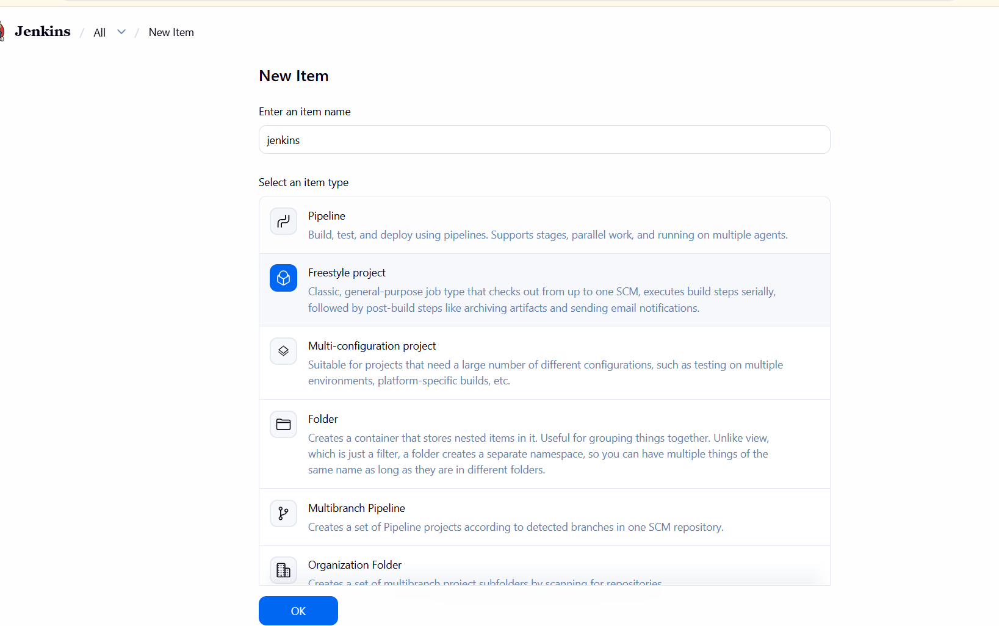 Jenkins / All / New Item
New Item
Enter an item name
jenkins
Select an item type
Pipeline
Build, test, and deploy using pipelines. Supports stages, parallel work, and running on multiple agents.
Freestyle project
Classic, general-purpose job type that checks out from up to one SCM, executes build steps serially,
followed by post-build steps like archiving artifacts and sending email notifications.
Multi-configuration project
Suitable for projects that need a large number of different configurations, such as testing on multiple
environments, platform-specific builds, etc.
Folder
Creates a container that stores nested items in it. Useful for grouping things together. Unlike view,
which is just a filter, a folder creates a separate namespace, so you can have multiple things of the
same name as long as they are in different folders.
Multibranch Pipeline
Creates a set of Pipeline projects according to detected branches in one SCM repository.
Organization Folder
Creates a set of multibranch project subfolders by scanning for repositories.
OK